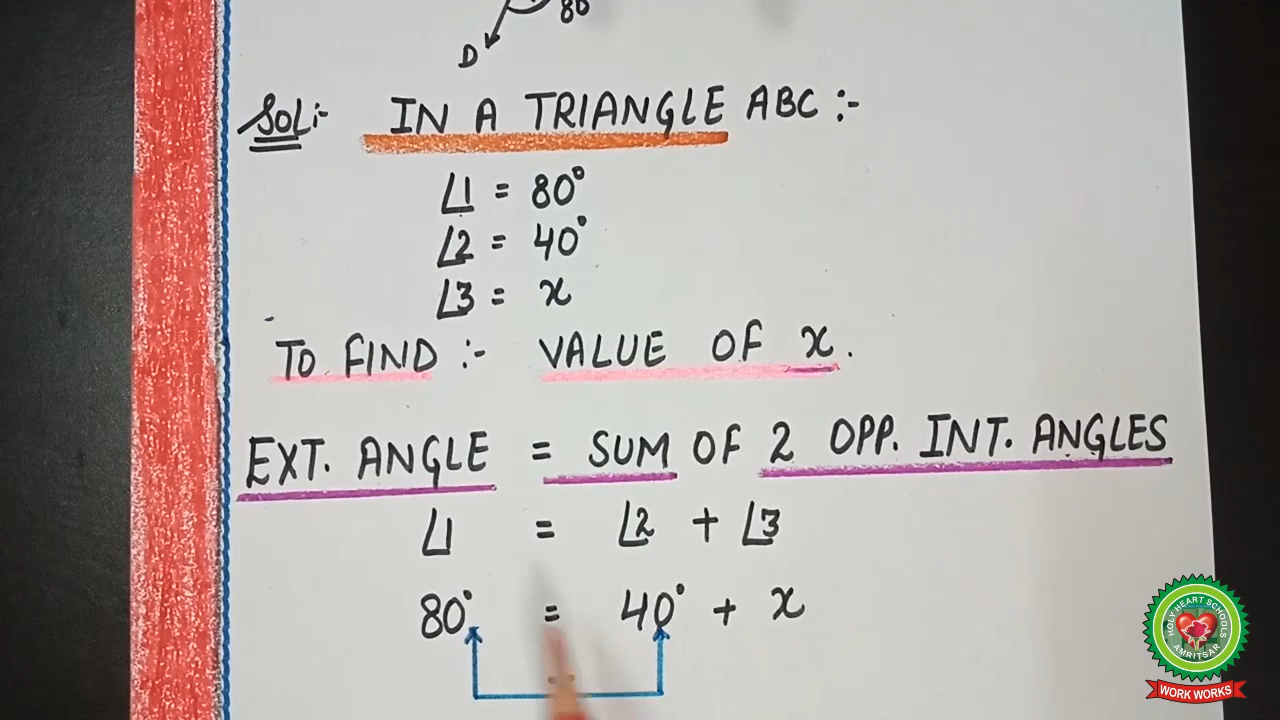 80
D
SOL:- IN A TRIANGLE ABC :-
∠1 = 80°
∠2 = 40°
∠3 = x
TO FIND :- VALUE OF x.
EXT. ANGLE = SUM OF 2 OPP. INT. ANGLES
∠1 = ∠2 + ∠3
80° = 40° + x
HOLY HEART SCHOOLS
AMRITSAR
WORK WORKS